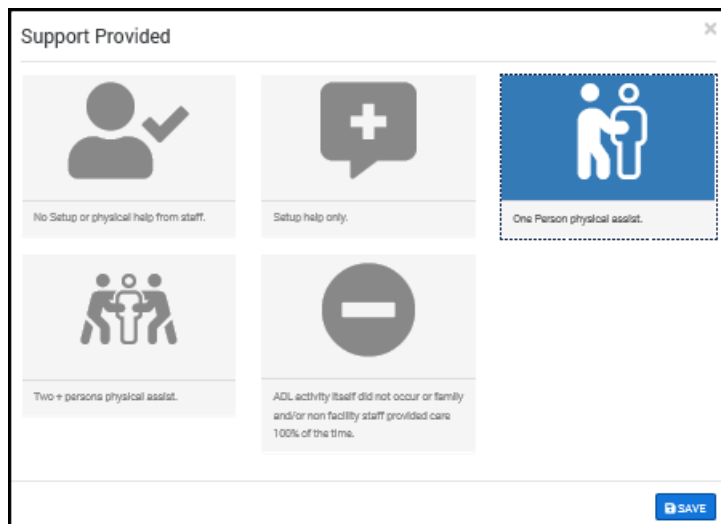 Support Provided
×
No Setup or physical help from staff.
Setup help only.
One Person physical assist.
Two + persons physical assist.
ADL activity itself did not occur or family
and/or non facility staff provided care
100% of the time.
SAVE